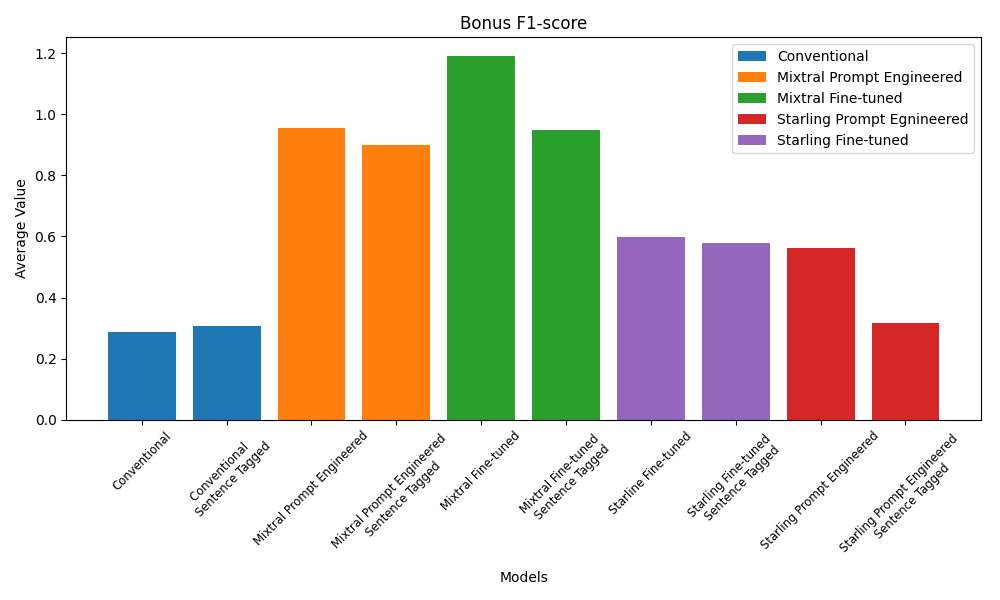 Bonus F1-score
Average Value
1.2
1.0
0.8
0.6
0.4
0.2
0.0
Conventional
Mixtral Prompt Engineered
Mixtral Fine-tuned
Starling Prompt Egnineered
Starling Fine-tuned
Conventional
Conventional
Sentence Tagged
Mixtral Prompt Engineered
Mixtral Prompt Engineered
Sentence Tagged
Mixtral Fine-tuned
Mixtral Fine-tuned
Sentence Tagged
Starline Fine-tuned
Starling Fine-tuned
Sentence Tagged
Starling Prompt Engineered
Starling Prompt Engineered
Sentence Tagged
Models